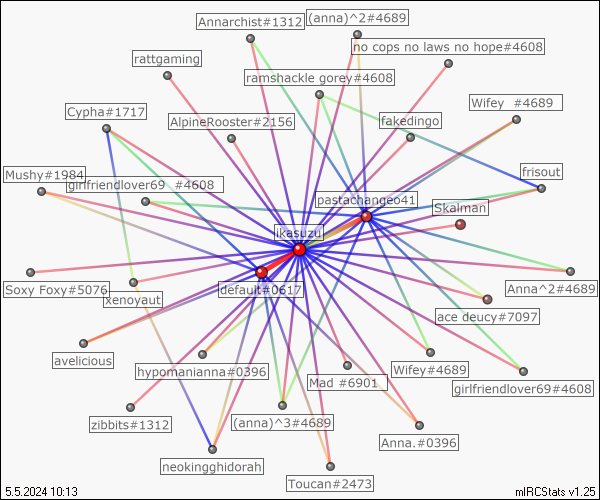 (anna)^2#4689
Annarchist#1312
no cops no laws no hope#4608
rattgaming
ramshackle gorey#4608
Wifey #4689
Cypha#1717
AlpineRooster#2156
fakedingo
frisout
Mushy#1984
girlfriendlover69 #4608
pastachangeo41
Skaiman
ikasuzu
Soxy Foxy#5076
default#0617
Anna^2#4689
xenoyaut
ace deucy#7097
avelicious
hypomanianna#0396
Wifey#4689
Mad #6901
girlfriendlover69#4608
zibbits#1312
(anna)^3#4689
Anna.#0396
neokingghidorah
Toucan#2473
5.5.2024 10:13
mIRCStats v1.25